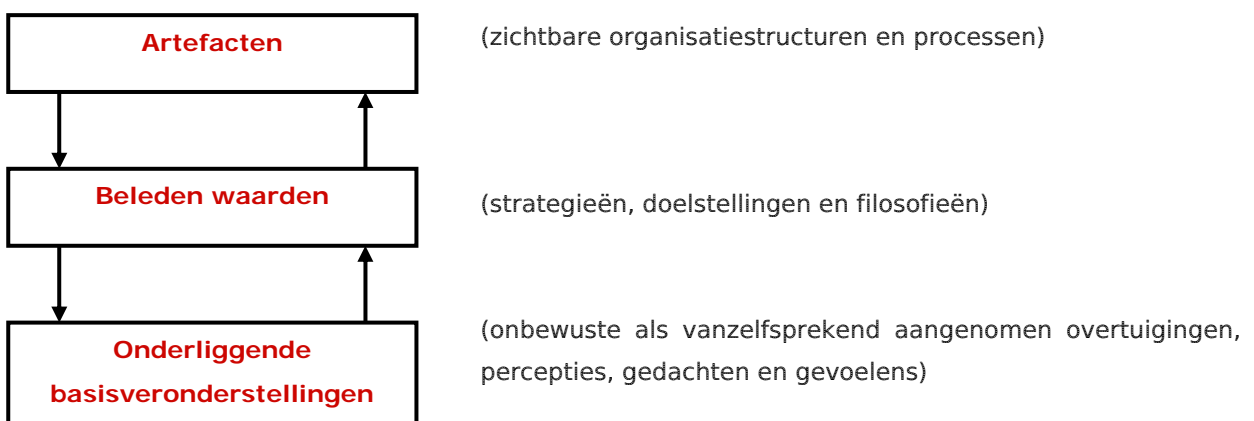 Artefacten
(zichtbare organisatiestructuren en processen)
Beleden waarden
(strategieën, doelstellingen en filosofieën)
Onderliggende
basisveronderstellingen
(onbewuste als vanzelfsprekend aangenomen overtuigingen,
percepties, gedachten en gevoelens)